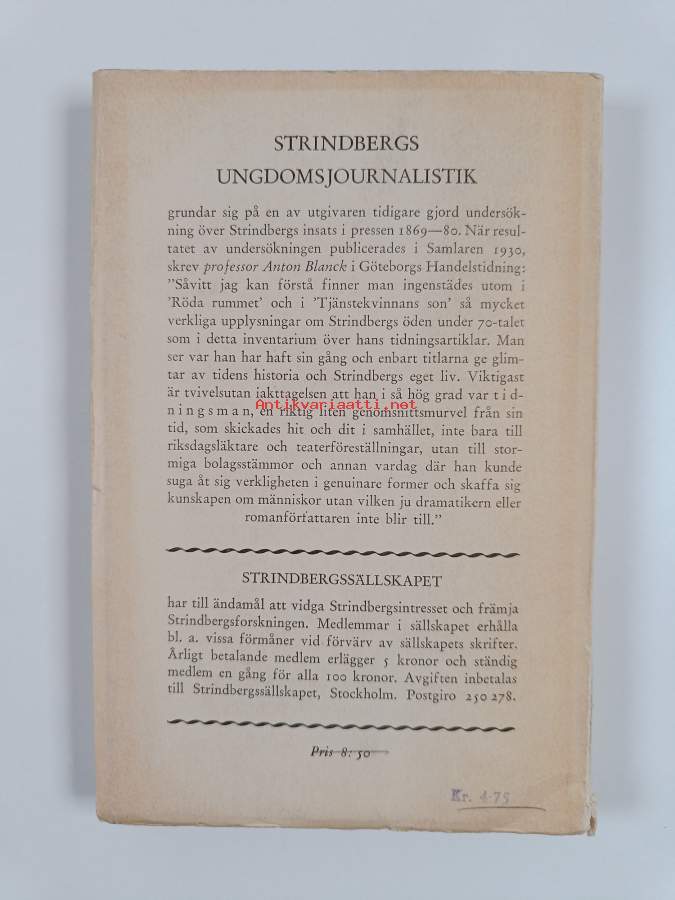 STRINDBERGS
UNGDOMSJOURNALISTIK
grundar sig på en av utgivaren tidigare gjord undersök-
ning över Strindbergs insats i pressen 1869—80. När resul-
tatet av undersökningen publicerades i Samlaren 1930,
skrev professor Anton Blanck i Göteborgs Handelstidning:
"Såvitt jag kan förstå finner man ingenstädes utom i
'Röda rummet' och i 'Tjänstekvinnans son' så mycket
verkliga upplysningar om Strindbergs öden under 70-talet
som i detta inventarium över hans tidningsartiklar. Man
ser var han har haft sin gång och enbart titlarna ge glim-
tar av tidens historia och Strindbergs eget liv. Viktigast
är tvivelsutan iakttagelsen att han i så hög grad var tid-
Antikvariaatti.net
ningsman, en riktig liten genomsnittsmurvel från sin
tid, som skickades hit och dit i samhället, inte bara till
riksdagsläktare och teaterföreställningar, utan till stor-
miga bolagsstämmor och annan vardag där han kunde
suga åt sig verkligheten i genuinare former och skaffa sig
kunskapen om människor utan vilken ju dramatikern eller
romanförfattaren inte blir till."
STRINDBERGSSÄLLSKAPET
har till ändamål att vidga Strindbergsintresset och främja
Strindbergsforskningen. Medlemmar i sällskapet erhålla
bl. a. vissa förmåner vid förvärv av sällskapets skrifter.
Årligt betalande medlem erlägger 5 kronor och ständig
medlem en gång för alla 100 kronor. Avgiften inbetalas
till Strindbergssällskapet, Stockholm. Postgiro 250278.
Pris 8: 50
Kr. 4.75